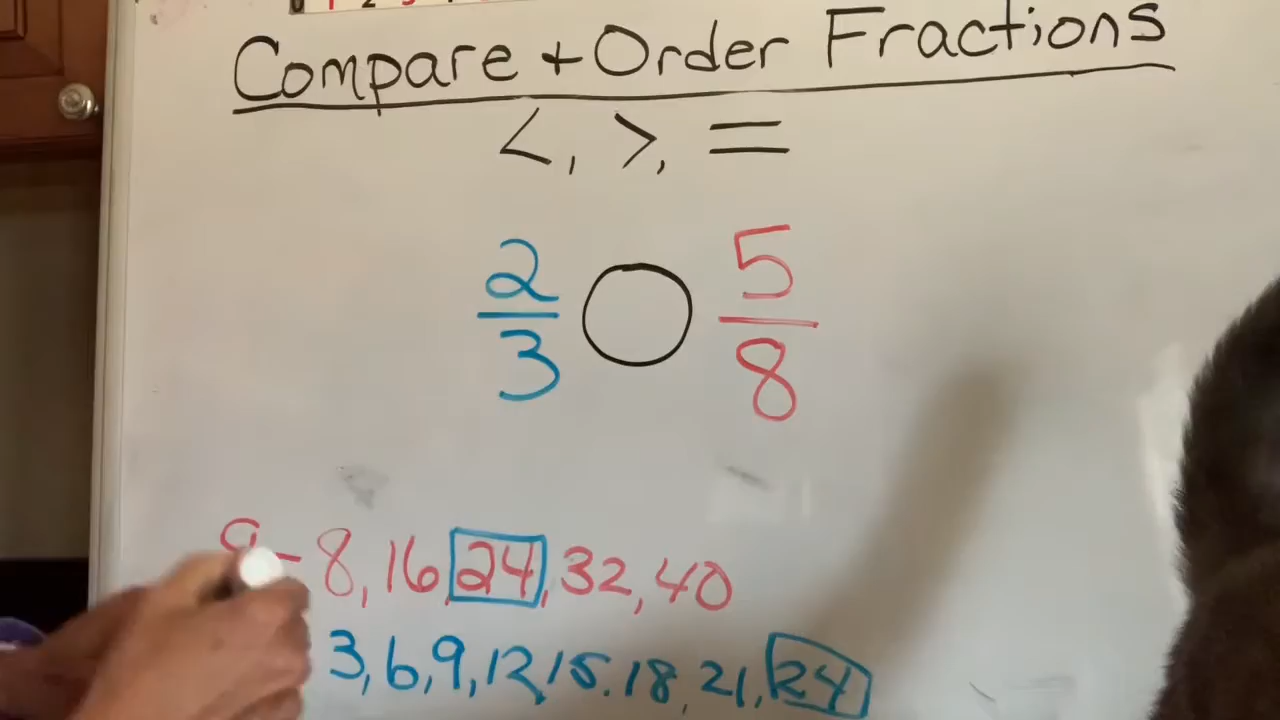 Compare + Order Fractions
<, >, =
2/3 ○ 5/8
8 - 8, 16, 24, 32, 40
3, 6, 9, 12, 15, 18, 21, 24